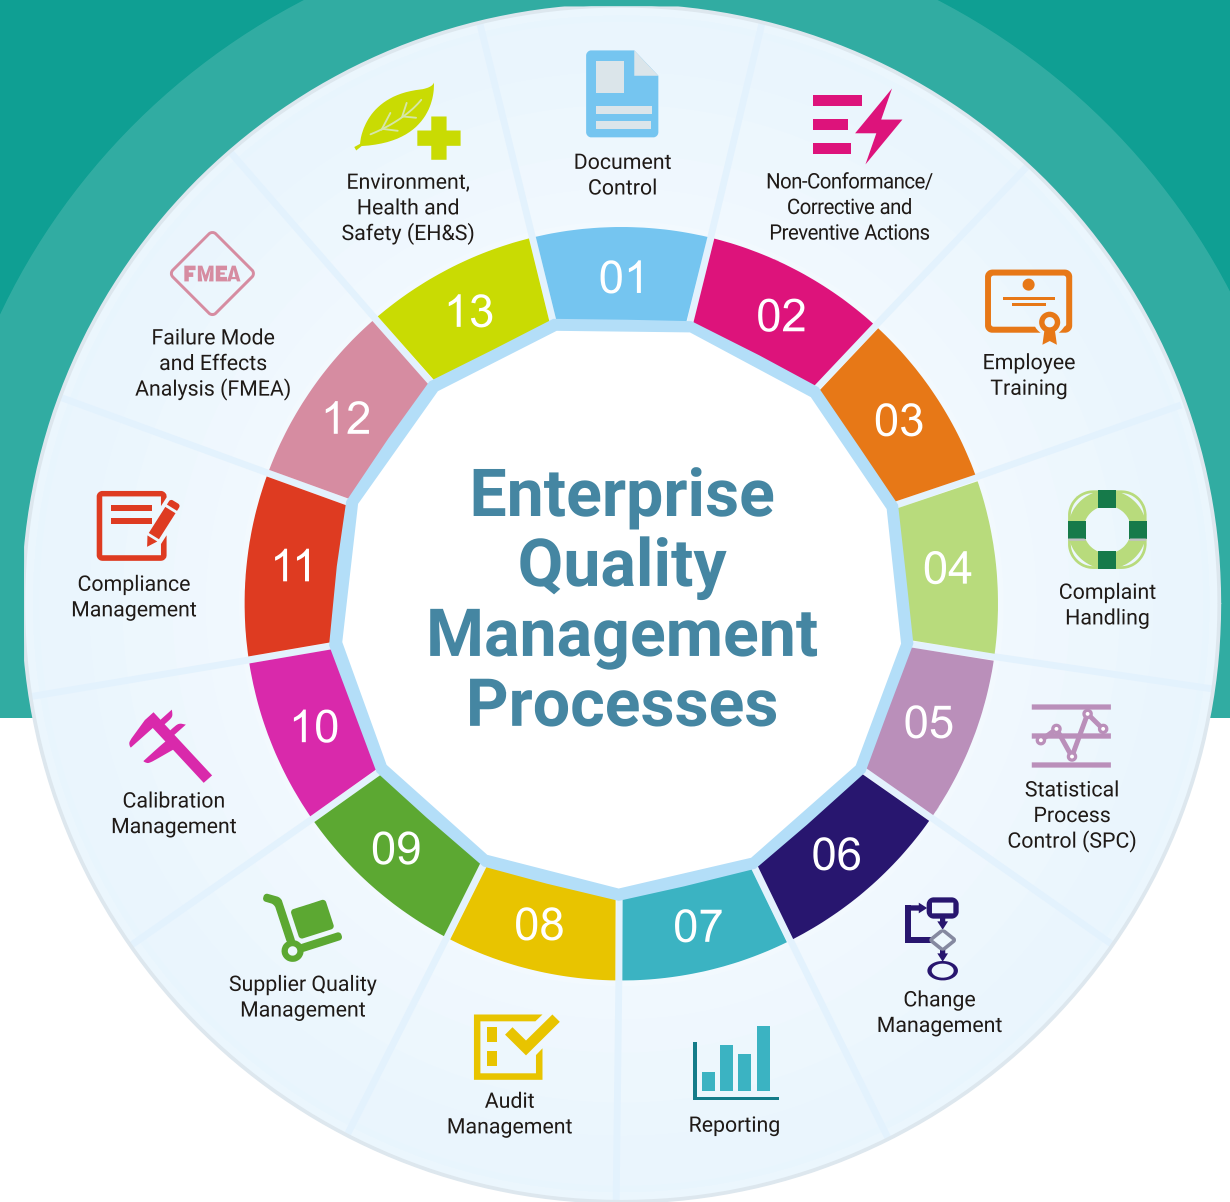 Enterprise
Quality
Management
Processes
01
Document
Control
02
Non-Conformance/
Corrective and
Preventive Actions
03
Employee
Training
04
Complaint
Handling
05
Statistical
Process
Control (SPC)
06
Change
Management
07
Reporting
08
Audit
Management
09
Supplier Quality
Management
10
Calibration
Management
11
Compliance
Management
12
FMEA
Failure Mode
and Effects
Analysis (FMEA)
13
Environment,
Health and
Safety (EH&S)